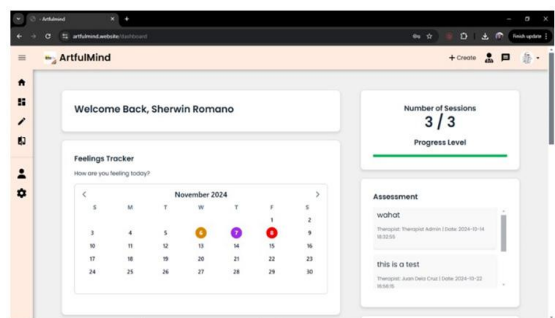 - Artfulmind
artfulmind.website/dashboard
Finish update
ArtfulMind
+ Create
Welcome Back, Sherwin Romano
Feelings Tracker
How are you feeling today?
November 2024
S M T W T F S
1 2
3 4 5 6 7 8 9
10 11 12 13 14 15 16
17 18 19 20 21 22 23
24 25 26 27 28 29 30
Number of Sessions
3 / 3
Progress Level
Assessment
wahat
Therapist: Therapist Admin | Date: 2024-10-14
this is a test
Therapist: Juan Dela Cruz | Date: 2024-10-22